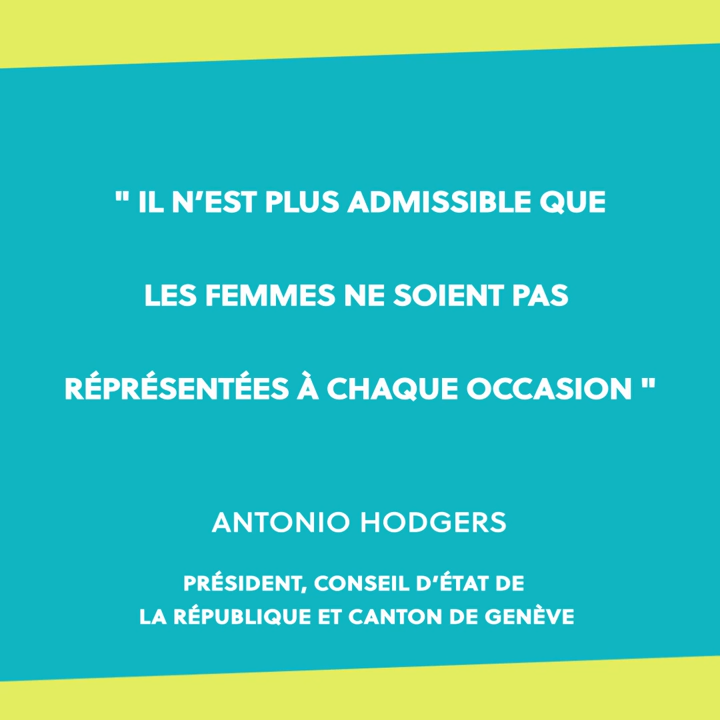 " IL N’EST PLUS ADMISSIBLE QUE
LES FEMMES NE SOIENT PAS
RÉPRÉSENTÉES À CHAQUE OCCASION "
ANTONIO HODGERS
PRÉSIDENT, CONSEIL D’ÉTAT DE
LA RÉPUBLIQUE ET CANTON DE GENÈVE